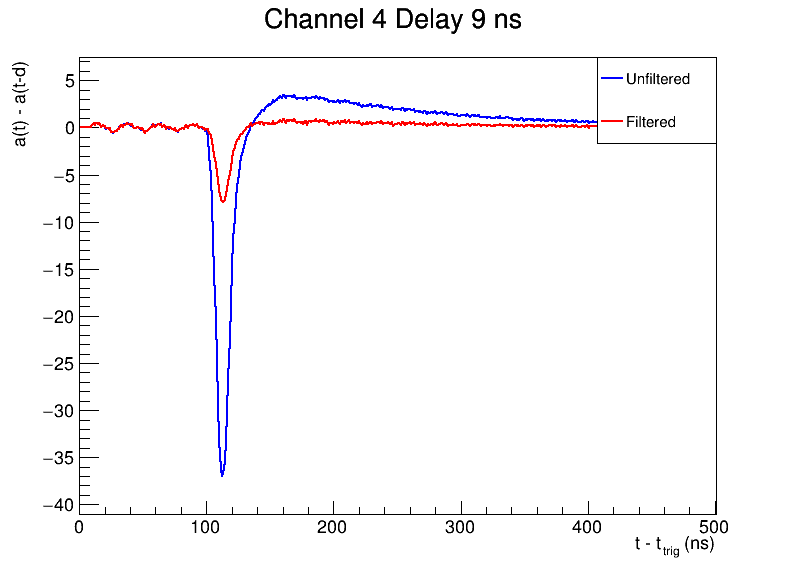 Channel 4 Delay 9 ns
a(t) - a(t-d)
5
0
−5
−10
−15
−20
−25
−30
−35
−40
0 100 200 300 400 500
t - t_trig (ns)
Unfiltered
Filtered